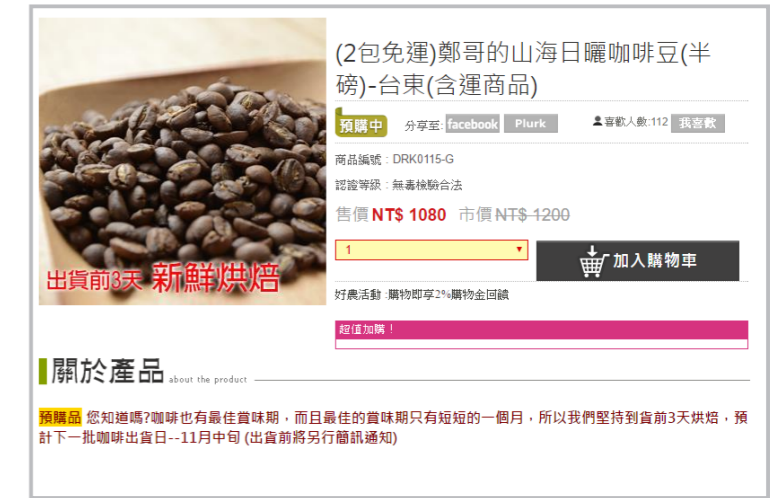 (2包免運)鄭哥的山海日曬咖啡豆(半
磅)-台東(含運商品)
預購中 分享至: facebook Plurk 喜歡人數:112 我喜歡
商品編號 : DRK0115-G
認證等級 : 無毒檢驗合法
售價 NT$ 1080 市價 NT$ 1200
1
加入購物車
出貨前3天 新鮮烘焙
好農活動 :購物即享2%購物金回饋
超值加購！
關於產品 about the product
預購品 您知道嗎?咖啡也有最佳賞味期，而且最佳的賞味期只有短短的一個月，所以我們堅持到貨前3天烘焙，預
計下一批咖啡出貨日--11月中旬 (出貨前將另行簡訊通知)